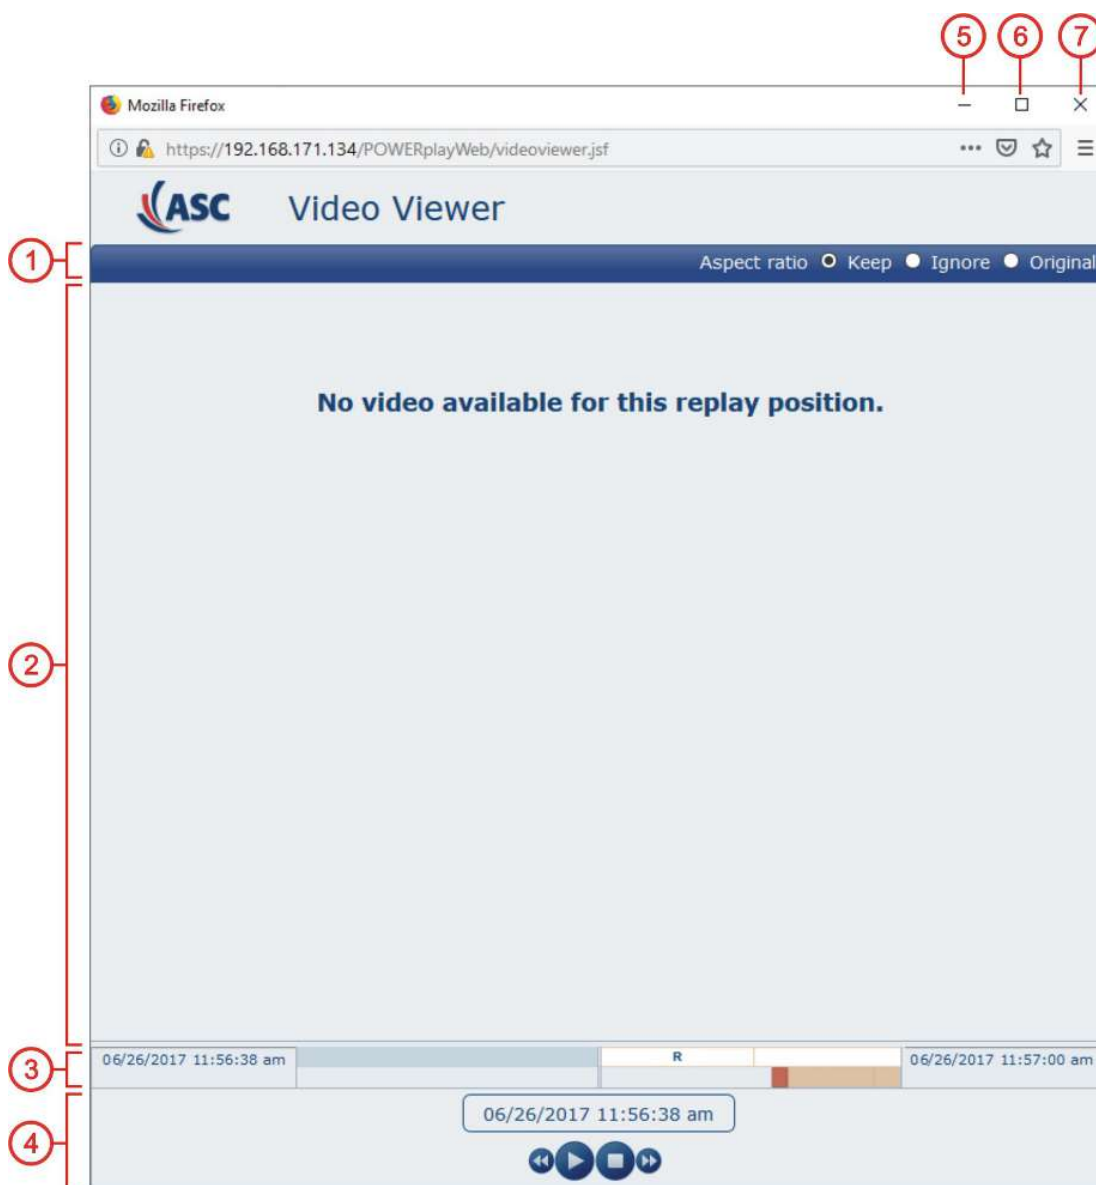 5 6 7
Mozilla Firefox
https://192.168.171.134/POWERplayWeb/videoviewer.jsf
ASC Video Viewer
1
Aspect ratio Keep Ignore Original
No video available for this replay position.
2
3
06/26/2017 11:56:38 am R 06/26/2017 11:57:00 am
06/26/2017 11:56:38 am
4